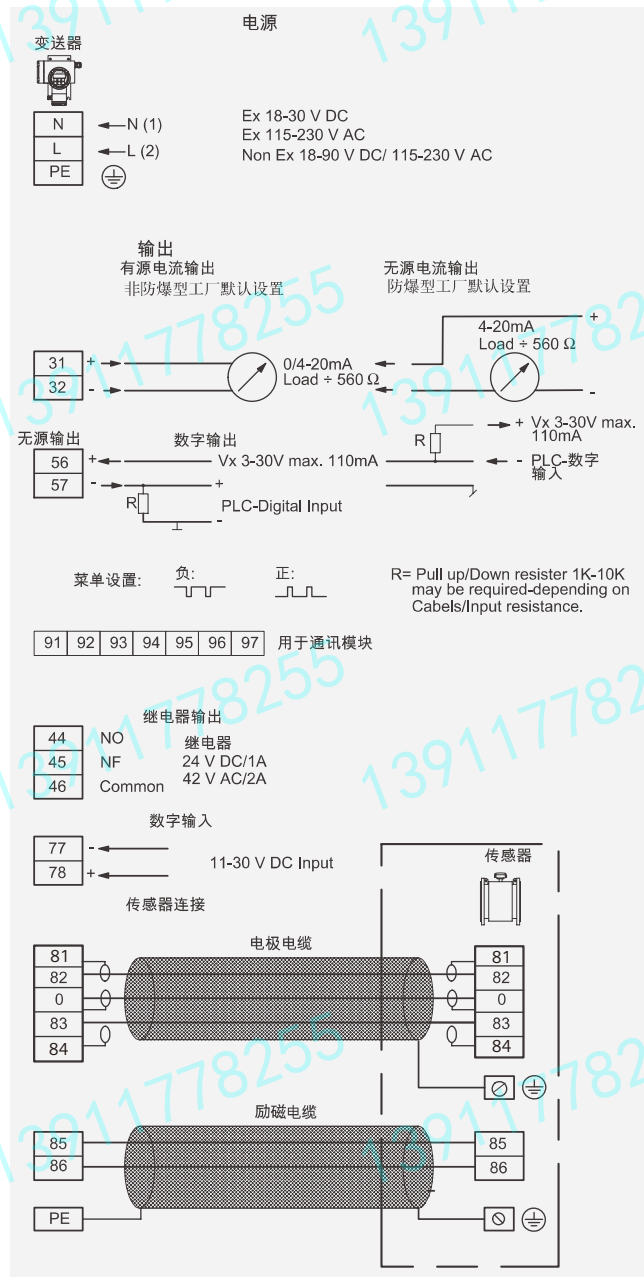 电源
变送器
N
N (1)
L
L (2)
PE
Ex 18-30 V DC
Ex 115-230 V AC
Non Ex 18-90 V DC/ 115-230 V AC
输出
有源电流输出
非防爆型工厂默认设置
无源电流输出
防爆型工厂默认设置
31 +
32 -
0/4-20mA
Load ÷ 560 Ω
4-20mA
Load ÷ 560 Ω
+
-
无源输出
数字输出
56 +
57 -
Vx 3-30V max. 110mA
R
+
PLC-Digital Input
-
R
+ Vx 3-30V max.
110mA
- PLC-数字
输入
菜单设置:
负:
正:
R= Pull up/Down resister 1K-10K
may be required-depending on
Cabels/Input resistance.
91 92 93 94 95 96 97 用于通讯模块
继电器输出
44 NO
45 NF
46 Common
继电器
24 V DC/1A
42 V AC/2A
数字输入
77 -
78 +
11-30 V DC Input
传感器
传感器连接
电极电缆
81
82
0
83
84
81
82
0
83
84
励磁电缆
85
86
PE
85
86
13911778255
13911778255
13911778255
13911778255
13911778255